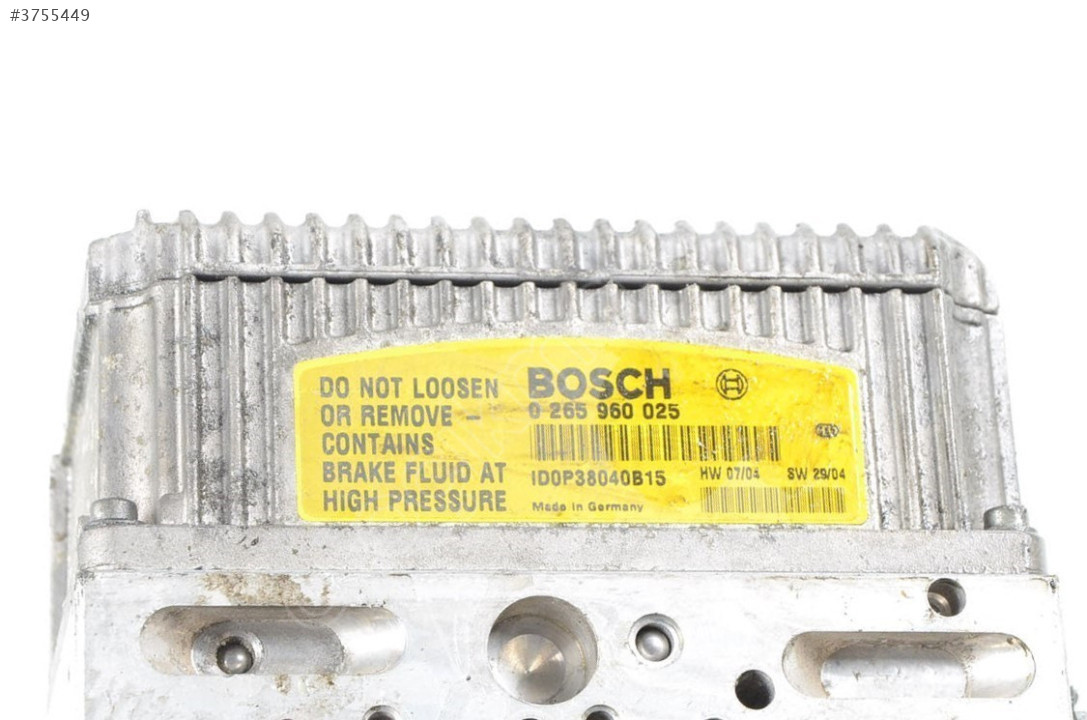 #3755449
DO NOT LOOSEN
OR REMOVE –
CONTAINS
BRAKE FLUID AT
HIGH PRESSURE
BOSCH
0 265 960 025
ID0P38040B15
HW 07/04 SW 29/04
Made in Germany